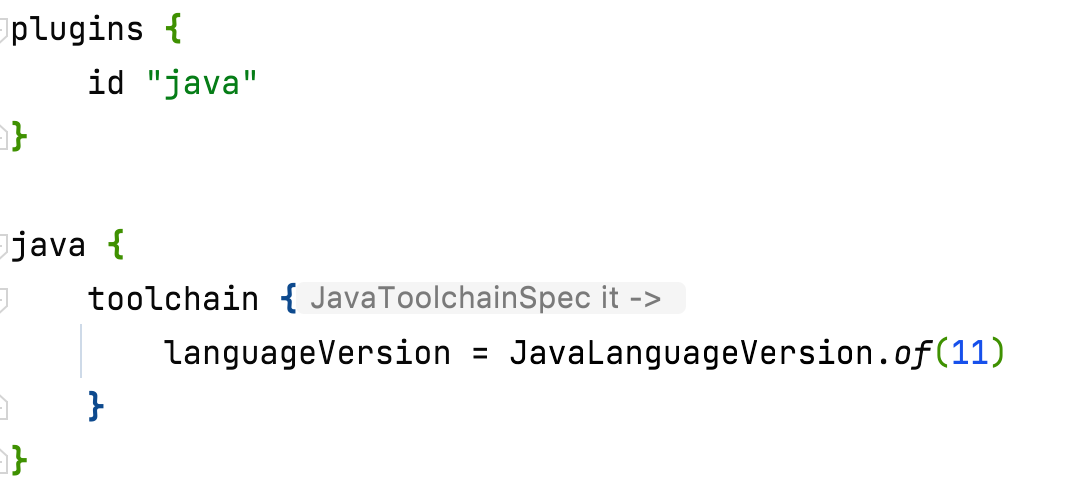 plugins {
    id "java"
}
java {
    toolchain { JavaToolchainSpec it ->
        languageVersion = JavaLanguageVersion.of(11)
    }
}